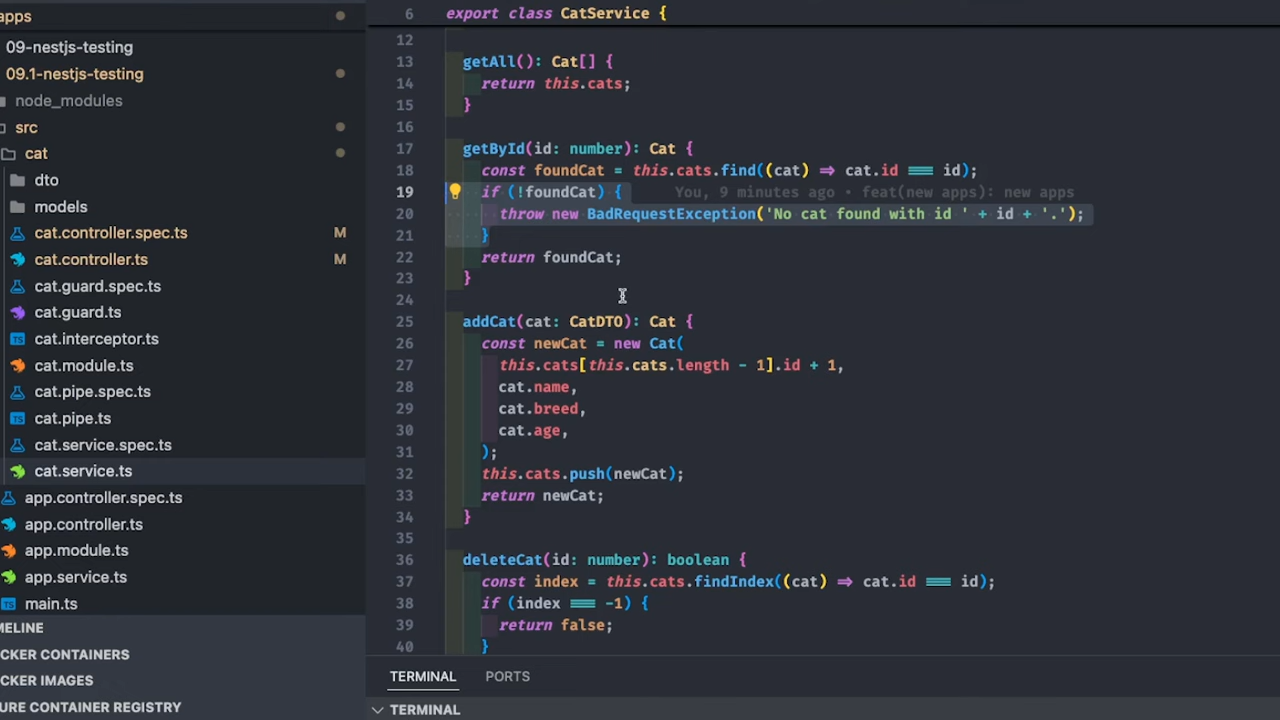 apps
09-nestjs-testing
09.1-nestjs-testing
node_modules
src
cat
dto
models
cat.controller.spec.ts M
cat.controller.ts M
cat.guard.spec.ts
cat.guard.ts
cat.interceptor.ts
cat.module.ts
cat.pipe.spec.ts
cat.pipe.ts
cat.service.spec.ts
cat.service.ts
app.controller.spec.ts
app.controller.ts
app.module.ts
app.service.ts
main.ts
MELINE
CKER CONTAINERS
CKER IMAGES
URE CONTAINER REGISTRY
6 export class CatService {
12
13 getAll(): Cat[] {
14 return this.cats;
15 }
16
17 getById(id: number): Cat {
18 const foundCat = this.cats.find((cat) => cat.id === id);
19 if (!foundCat) { You, 9 minutes ago • feat(new apps): new apps
20 throw new BadRequestException('No cat found with id ' + id + '.');
21 }
22 return foundCat;
23 }
24
25 addCat(cat: CatDTO): Cat {
26 const newCat = new Cat(
27 this.cats[this.cats.length - 1].id + 1,
28 cat.name,
29 cat.breed,
30 cat.age,
31 );
32 this.cats.push(newCat);
33 return newCat;
34 }
35
36 deleteCat(id: number): boolean {
37 const index = this.cats.findIndex((cat) => cat.id === id);
38 if (index === -1) {
39 return false;
40 }
TERMINAL PORTS
TERMINAL